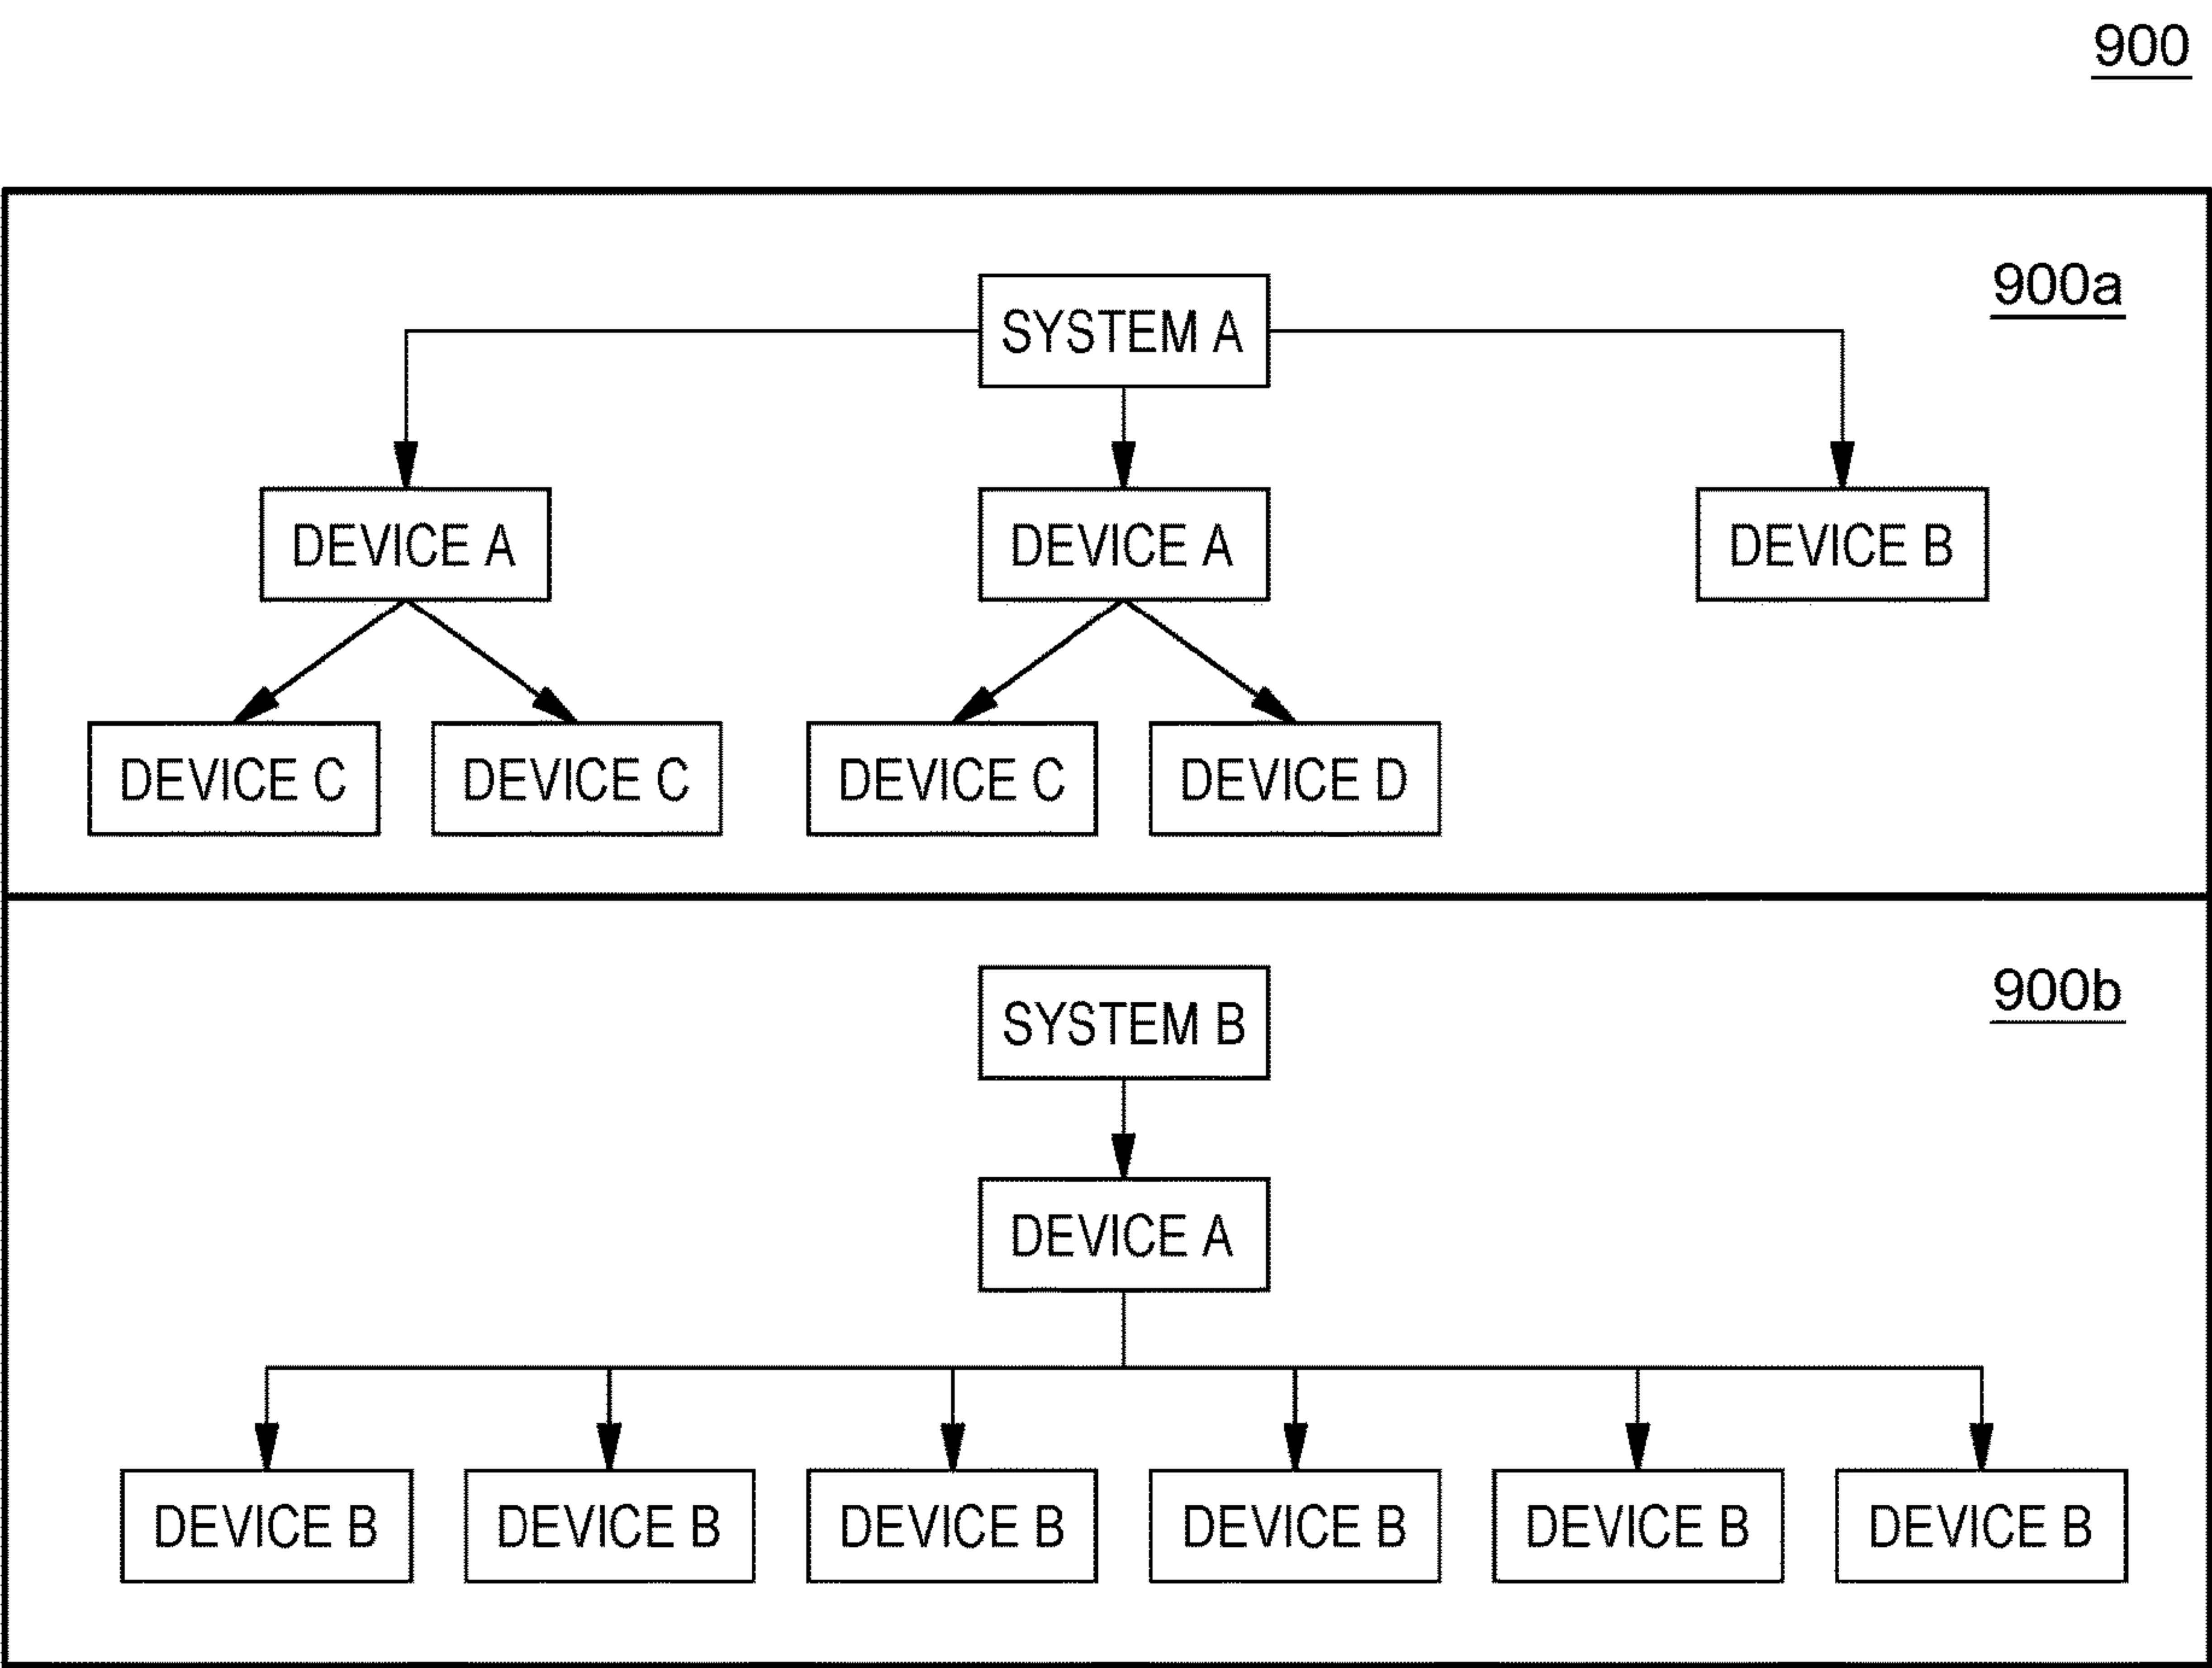 900
900a
SYSTEM A
DEVICE A DEVICE A DEVICE B
DEVICE C DEVICE C DEVICE C DEVICE D
900b
SYSTEM B
DEVICE A
DEVICE B DEVICE B DEVICE B DEVICE B DEVICE B DEVICE B